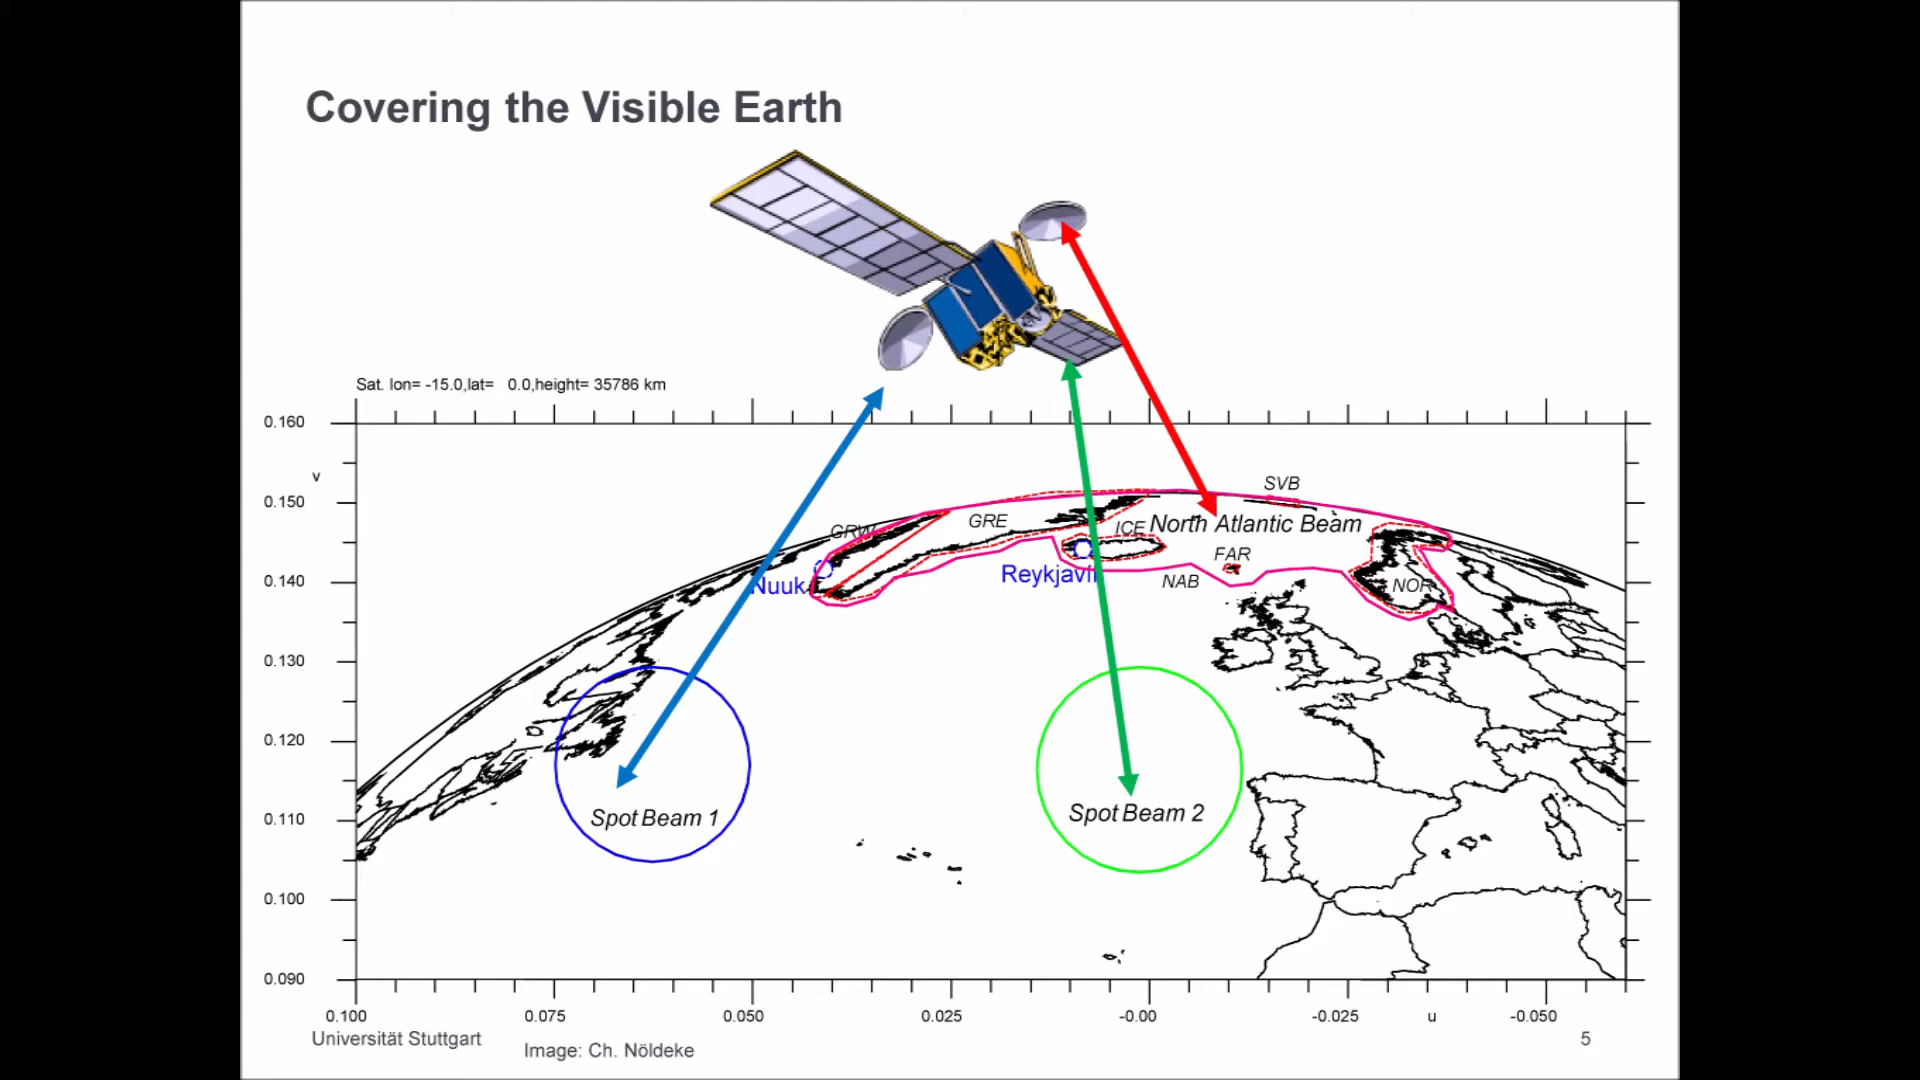 Covering the Visible Earth
Sat. lon= -15.0,lat= 0.0,height= 35786 km
0.160
v
0.150
0.140
0.130
0.120
0.110
0.100
0.090
SVB
GRW
GRE
ICE
North Atlantic Beam
FAR
Nuuk
Reykjavik
NAB
NOR
Spot Beam 1
Spot Beam 2
0.100
0.075
0.050
0.025
-0.00
-0.025
u
-0.050
Universität Stuttgart
Image: Ch. Nöldeke
5